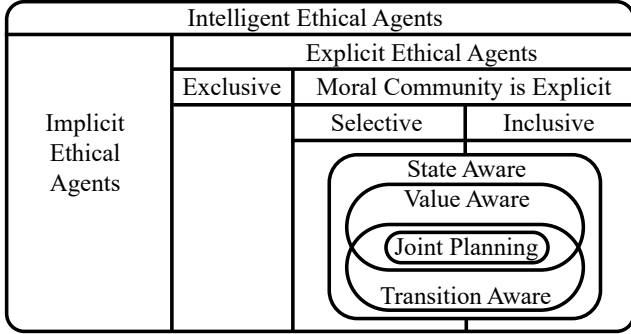 Intelligent Ethical Agents
Explicit Ethical Agents
Exclusive
Moral Community is Explicit
Implicit
Ethical
Agents
Selective
Inclusive
State Aware
Value Aware
Joint Planning
Transition Aware